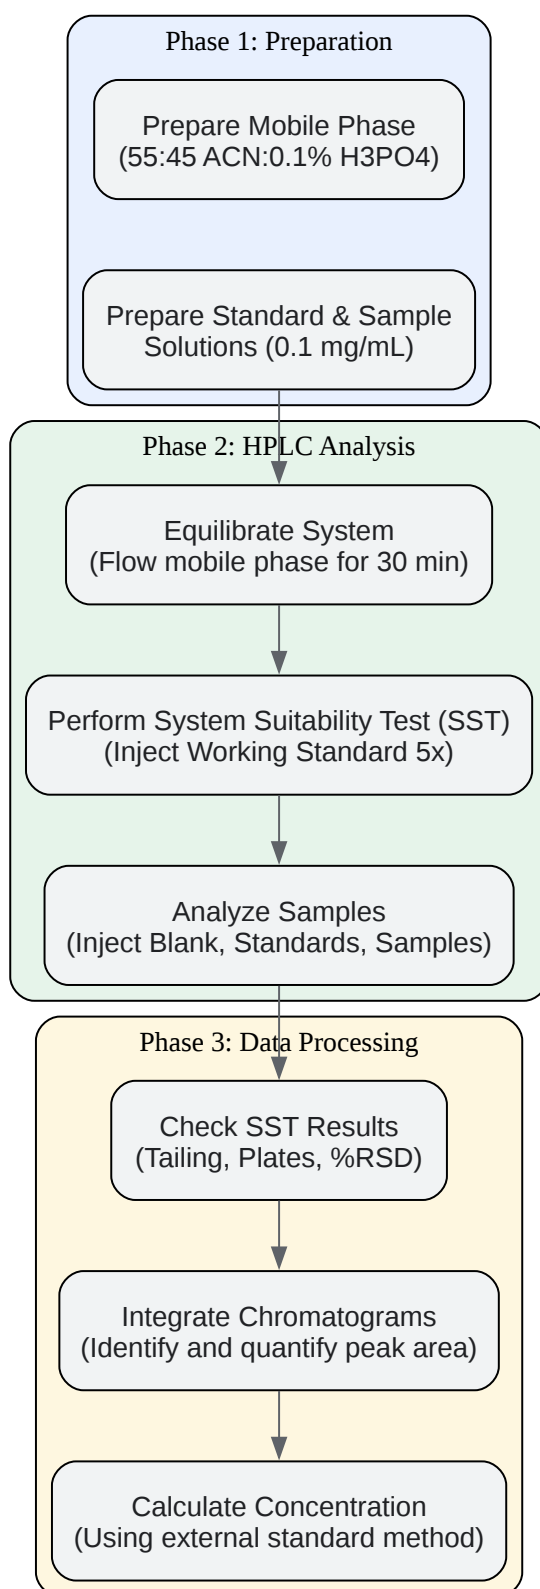 Phase 1: Preparation
Prepare Mobile Phase
(55:45 ACN:0.1% H3PO4)
Prepare Standard & Sample
Solutions (0.1 mg/mL)
Phase 2: HPLC Analysis
Equilibrate System
(Flow mobile phase for 30 min)
Perform System Suitability Test (SST)
(Inject Working Standard 5x)
Analyze Samples
(Inject Blank, Standards, Samples)
Phase 3: Data Processing
Check SST Results
(Tailing, Plates, %RSD)
Integrate Chromatograms
(Identify and quantify peak area)
Calculate Concentration
(Using external standard method)